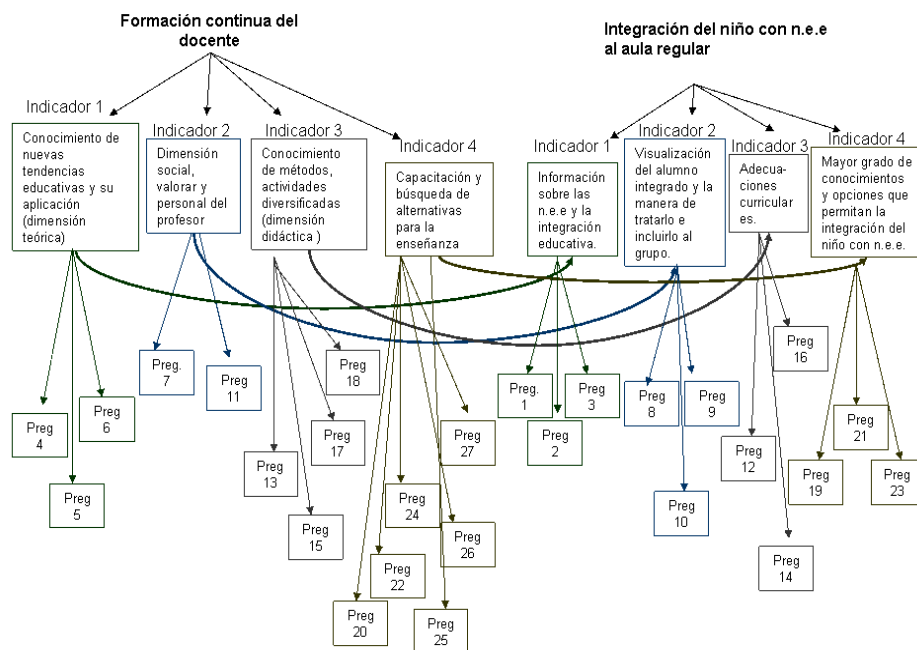 Formación continua del
docente
Indicador 1
Conocimiento de
nuevas
tendencias
educativas y su
aplicación
(dimensión
teórica)
Indicador 2
Dimensión
social,
valorar y
personal del
profesor
Indicador 3
Conocimiento
de métodos,
actividades
diversificadas
(dimensión
didáctica )
Indicador 4
Capacitación y
búsqueda de
alternativas
para la
enseñanza
Preg
4
Preg
5
Preg
6
Preg.
7
Preg
11
Preg
13
Preg
15
Preg
17
Preg
18
Preg
20
Preg
22
Preg
24
Preg
25
Preg
26
Preg
27
Integración del niño con n.e.e
al aula regular
Indicador 1
Información
sobre las
n.e.e y la
integración
educativa.
Indicador 2
Visualización
del alumno
integrado y la
manera de
tratarlo e
incluirlo al
grupo.
Indicador 3
Adecua-
ciones
curricular
es.
Indicador 4
Mayor grado de
conocimientos
y opciones que
permitan la
integración del
niño con n.e.e.
Preg.
1
Preg
2
Preg
3
Preg
8
Preg
9
Preg
10
Preg
12
Preg
14
Preg
16
Preg
19
Preg
21
Preg
23